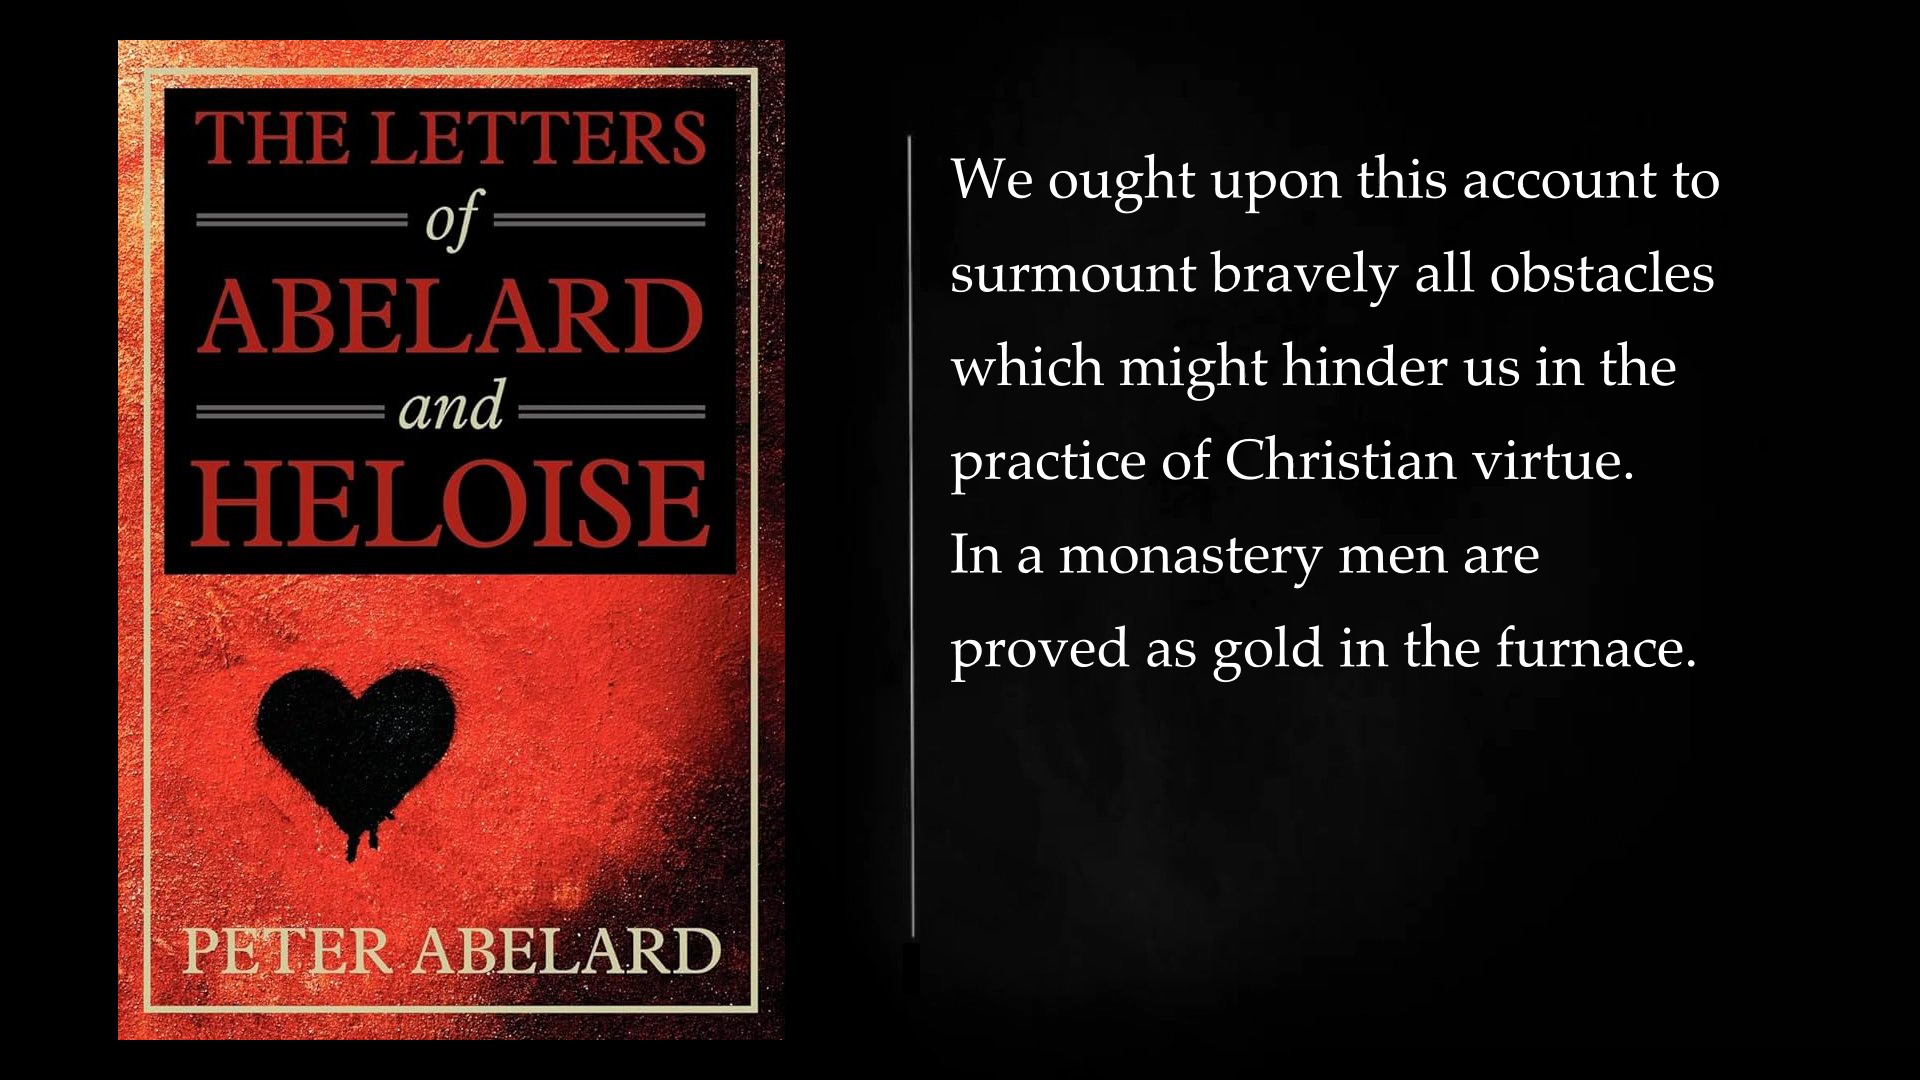 THE LETTERS
of
ABELARD
and
HELOISE
PETER ABELARD
We ought upon this account to
surmount bravely all obstacles
which might hinder us in the
practice of Christian virtue.
In a monastery men are
proved as gold in the furnace.